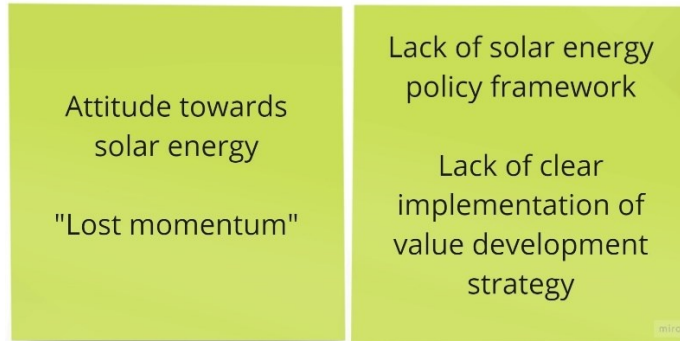 Attitude towards
solar energy
"Lost momentum"
Lack of solar energy
policy framework
Lack of clear
implementation of
value development
strategy